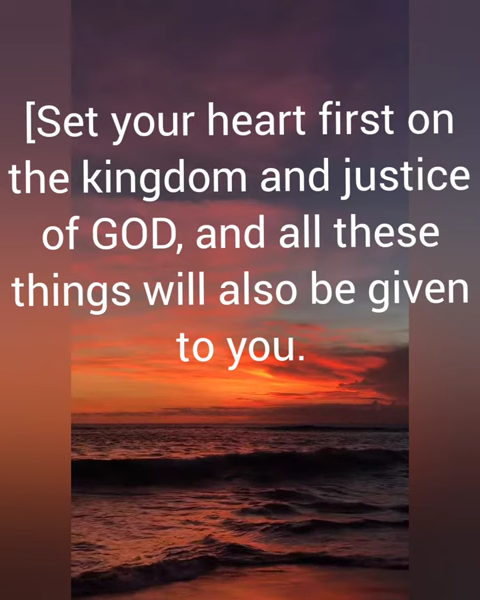 [Set your heart first on
the kingdom and justice
of GOD, and all these
things will also be given
to you.